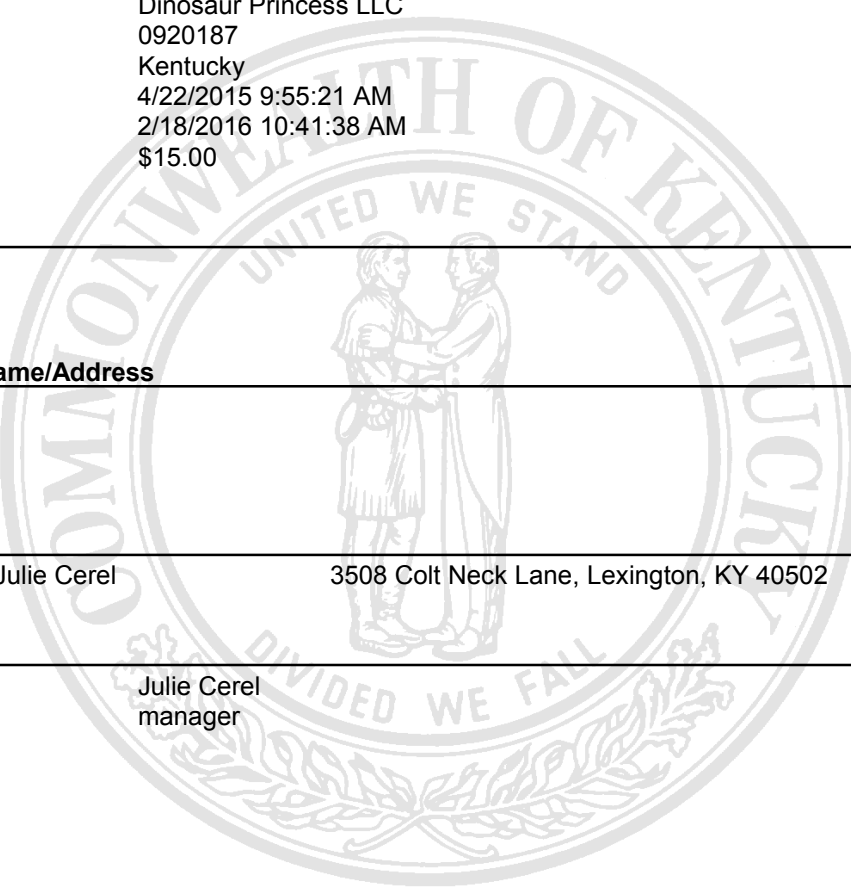 Dinosaur Princess LLC
0920187
Kentucky
4/22/2015 9:55:21 AM
2/18/2016 10:41:38 AM
$15.00
COMMONWEALTH OF KENTUCKY
UNITED WE STAND
ame/Address
Julie Cerel 3508 Colt Neck Lane, Lexington, KY 40502
DIVIDED WE FALL
Julie Cerel
manager